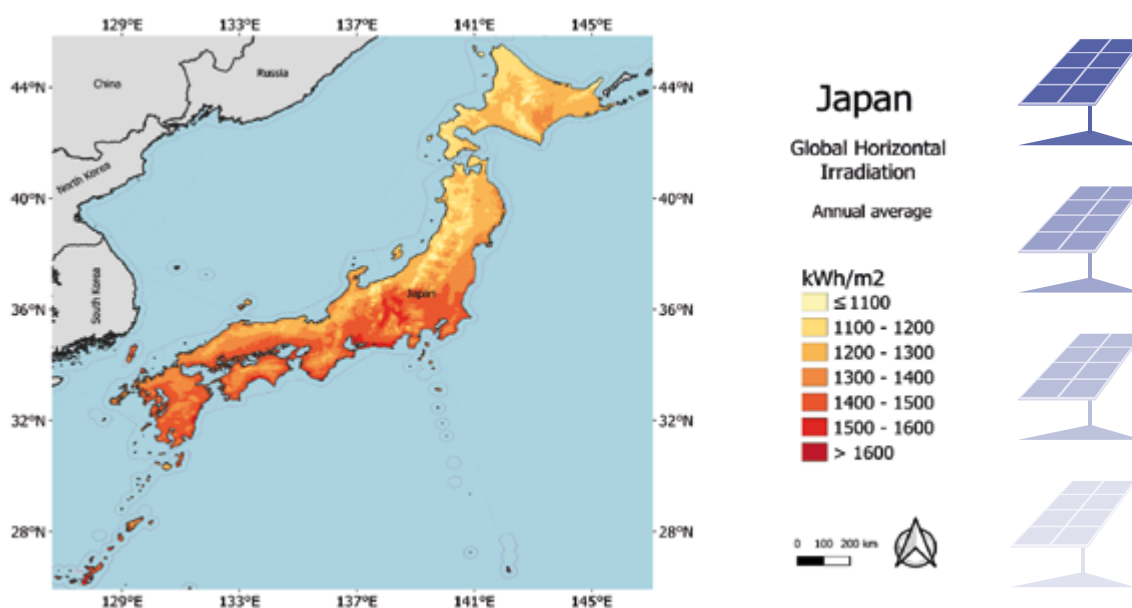 129°E 133°E 137°E 141°E 145°E
44°N 44°N
China
Russia
North Korea
40°N 40°N
South Korea
Japan
36°N 36°N
32°N 32°N
28°N 28°N
129°E 133°E 137°E 141°E 145°E
Japan
Global Horizontal
Irradiation
Annual average
kWh/m2
≤1100
1100 - 1200
1200 - 1300
1300 - 1400
1400 - 1500
1500 - 1600
> 1600
0 100 200 km